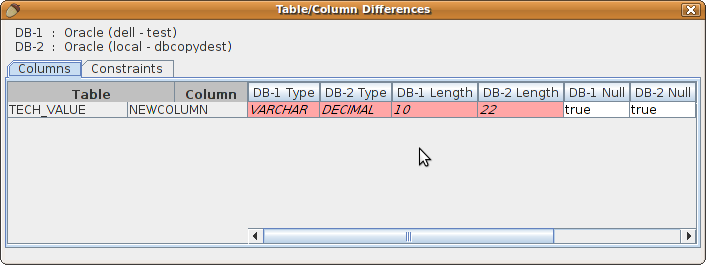 Table/Column Differences
DB-1 : Oracle (dell - test)
DB-2 : Oracle (local - dbcopydest)
Columns Constraints
Table Column DB-1 Type DB-2 Type DB-1 Length DB-2 Length DB-1 Null DB-2 Null
TECH_VALUE NEWCOLUMN VARCHAR DECIMAL 10 22 true true